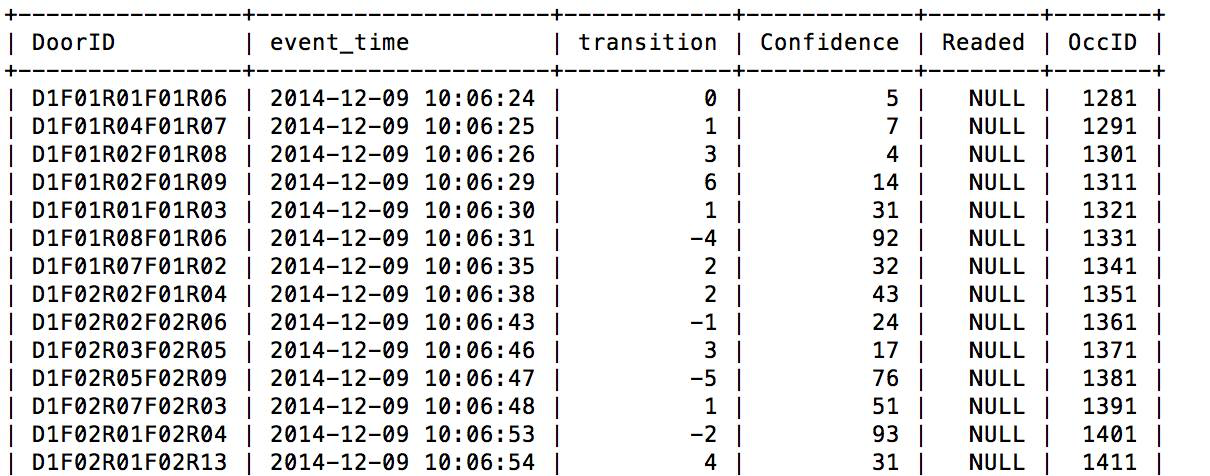 +----------------+---------------------+------------+------------+--------+-------+
| DoorID         | event_time          | transition | Confidence | Readed | OccID |
+----------------+---------------------+------------+------------+--------+-------+
| D1F01R01F01R06 | 2014-12-09 10:06:24 |          0 |          5 |   NULL |  1281 |
| D1F01R04F01R07 | 2014-12-09 10:06:25 |          1 |          7 |   NULL |  1291 |
| D1F01R02F01R08 | 2014-12-09 10:06:26 |          3 |          4 |   NULL |  1301 |
| D1F01R02F01R09 | 2014-12-09 10:06:29 |          6 |         14 |   NULL |  1311 |
| D1F01R01F01R03 | 2014-12-09 10:06:30 |          1 |         31 |   NULL |  1321 |
| D1F01R08F01R06 | 2014-12-09 10:06:31 |         -4 |         92 |   NULL |  1331 |
| D1F01R07F01R02 | 2014-12-09 10:06:35 |          2 |         32 |   NULL |  1341 |
| D1F02R02F01R04 | 2014-12-09 10:06:38 |          2 |         43 |   NULL |  1351 |
| D1F02R02F02R06 | 2014-12-09 10:06:43 |         -1 |         24 |   NULL |  1361 |
| D1F02R03F02R05 | 2014-12-09 10:06:46 |          3 |         17 |   NULL |  1371 |
| D1F02R05F02R09 | 2014-12-09 10:06:47 |         -5 |         76 |   NULL |  1381 |
| D1F02R07F02R03 | 2014-12-09 10:06:48 |          1 |         51 |   NULL |  1391 |
| D1F02R01F02R04 | 2014-12-09 10:06:53 |         -2 |         93 |   NULL |  1401 |
| D1F02R01F02R13 | 2014-12-09 10:06:54 |          4 |         31 |   NULL |  1411 |